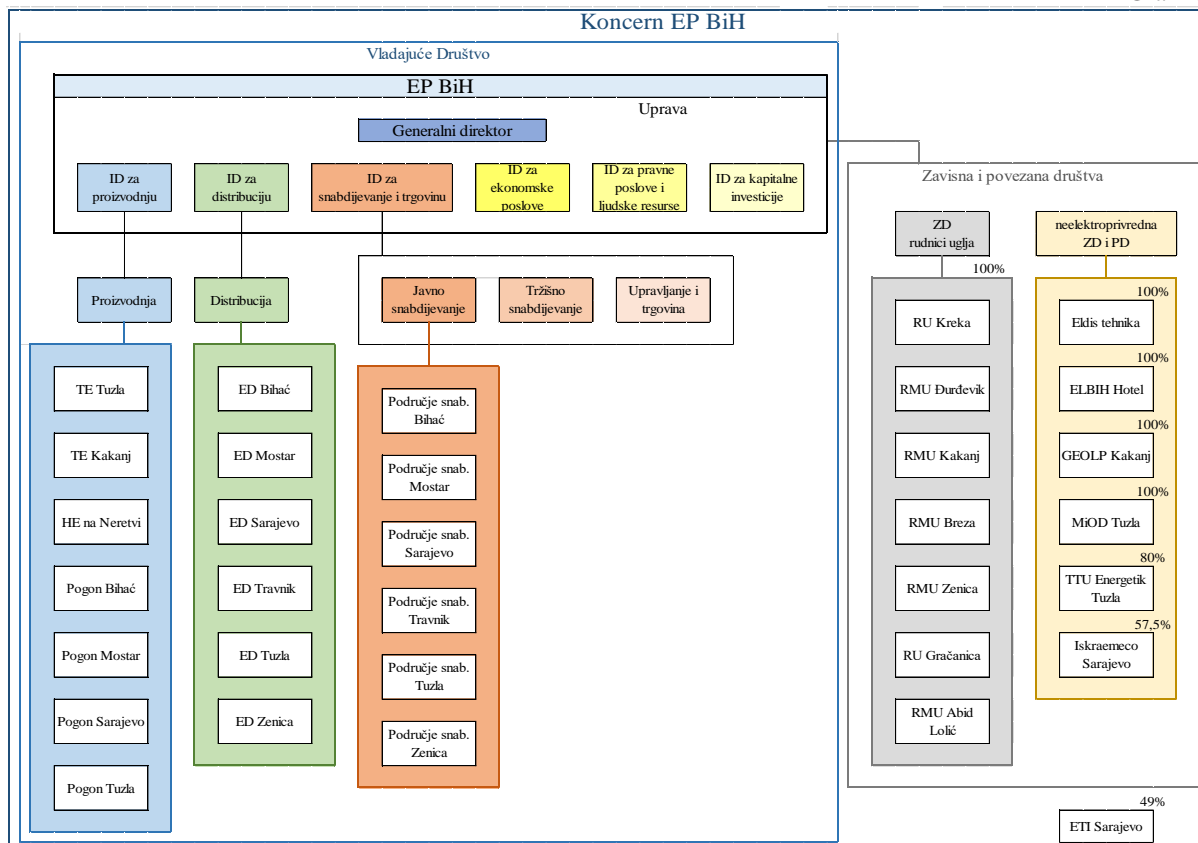 Koncern EP BiH
Vladajuće Društvo
EP BiH
Uprava
Generalni direktor
ID za
proizvodnju
ID za
distribuciju
ID za
snabdijevanje i trgovinu
ID za
ekonomske
poslove
ID za pravne
poslove i
ljudske resurse
ID za kapitalne
investicije
Proizvodnja
Distribucija
Javno
snabdijevanje
Tržišno
snabdijevanje
Upravljanje i
trgovina
TE Tuzla
TE Kakanj
HE na Neretvi
Pogon Bihać
Pogon Mostar
Pogon Sarajevo
Pogon Tuzla
ED Bihać
ED Mostar
ED Sarajevo
ED Travnik
ED Tuzla
ED Zenica
Područje snab.
Bihać
Područje snab.
Mostar
Područje snab.
Sarajevo
Područje snab.
Travnik
Područje snab.
Tuzla
Područje snab.
Zenica
Zavisna i povezana društva
ZD
rudnici uglja
100%
RU Kreka
RMU Đurđevik
RMU Kakanj
RMU Breza
RMU Zenica
RU Gračanica
RMU Abid
Lolić
neelektroprivredna
ZD i PD
100%
Eldis tehnika
100%
ELBIH Hotel
100%
GEOLP Kakanj
100%
MiOD Tuzla
80%
TTU Energetik
Tuzla
57,5%
Iskraemeco
Sarajevo
49%
ETI Sarajevo